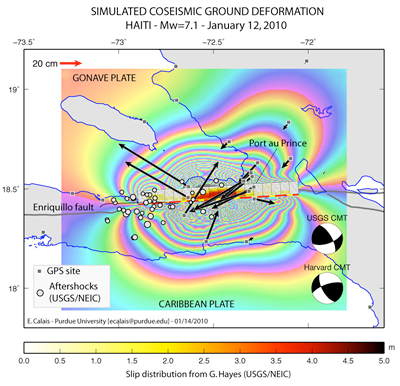 SIMULATED COSEISMIC GROUND DEFORMATION
HAITI - Mw=7.1 - January 12, 2010
−73.5˚ −73˚ −72.5˚ −72˚
20 cm
GONAVE PLATE
19˚
Port au Prince
18.5˚
Enriquillo fault
USGS CMT
Harvard CMT
GPS site
Aftershocks
(USGS/NEIC)
18˚
CARIBBEAN PLATE
E. Calais - Purdue University [ecalais@purdue.edu] - 01/14/2010
m
0.0 0.5 1.0 1.5 2.0 2.5 3.0 3.5 4.0 4.5 5.0
Slip distribution from G. Hayes (USGS/NEIC)